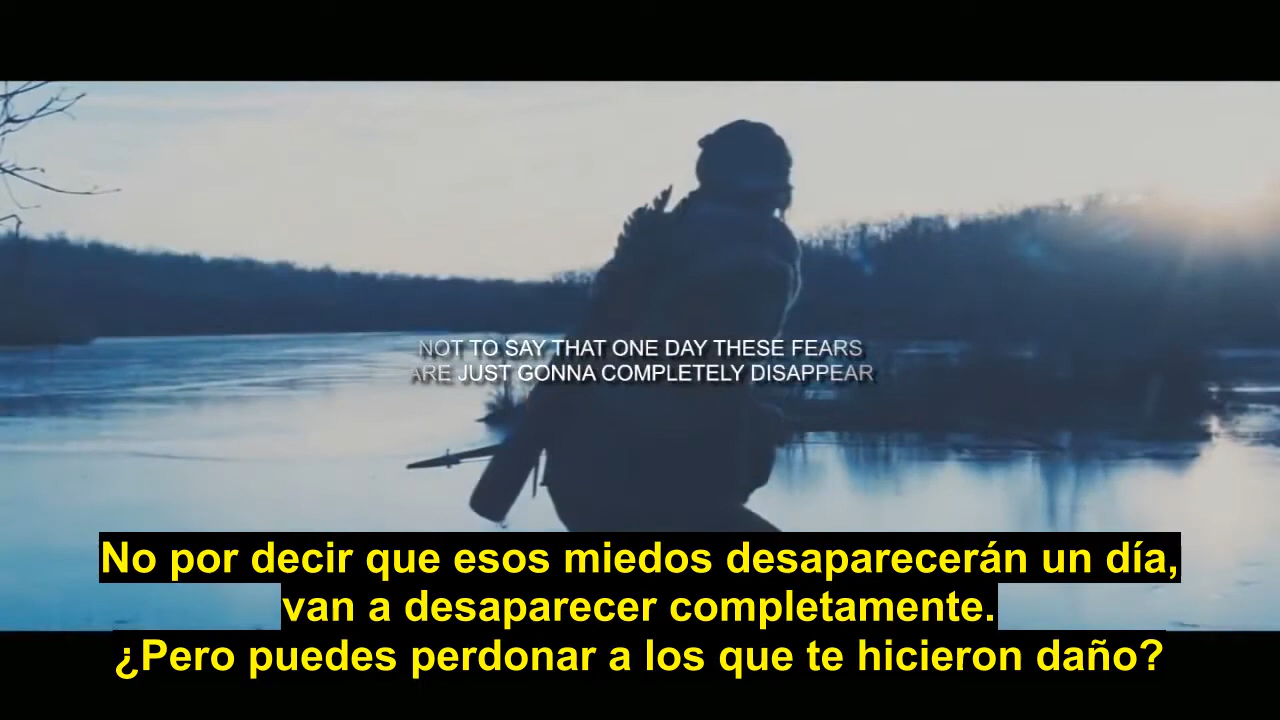 NOT TO SAY THAT ONE DAY THESE FEARS
ARE JUST GONNA COMPLETELY DISAPPEAR
No por decir que esos miedos desaparecerán un día,
van a desaparecer completamente.
¿Pero puedes perdonar a los que te hicieron daño?